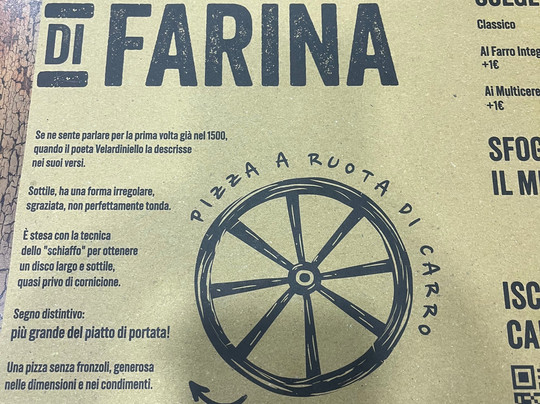 DI FARINA
Se ne sente parlare per la prima volta già nel 1500,
quando il poeta Velardiniello la descrisse
nei suoi versi.
Sottile, ha una forma irregolare,
sgraziata, non perfettamente tonda.
È stesa con la tecnica
dello "schiaffo" per ottenere
un disco largo e sottile,
quasi privo di cornicione.
Segno distintivo:
più grande del piatto di portata!
Una pizza senza fronzoli, generosa
nelle dimensioni e nei condimenti.
PIZZA A RUOTA DI CARRO
Classico
Al Farro Integ
+1€
Ai Multicere
+1€
SFOG
IL M
ISC
CA